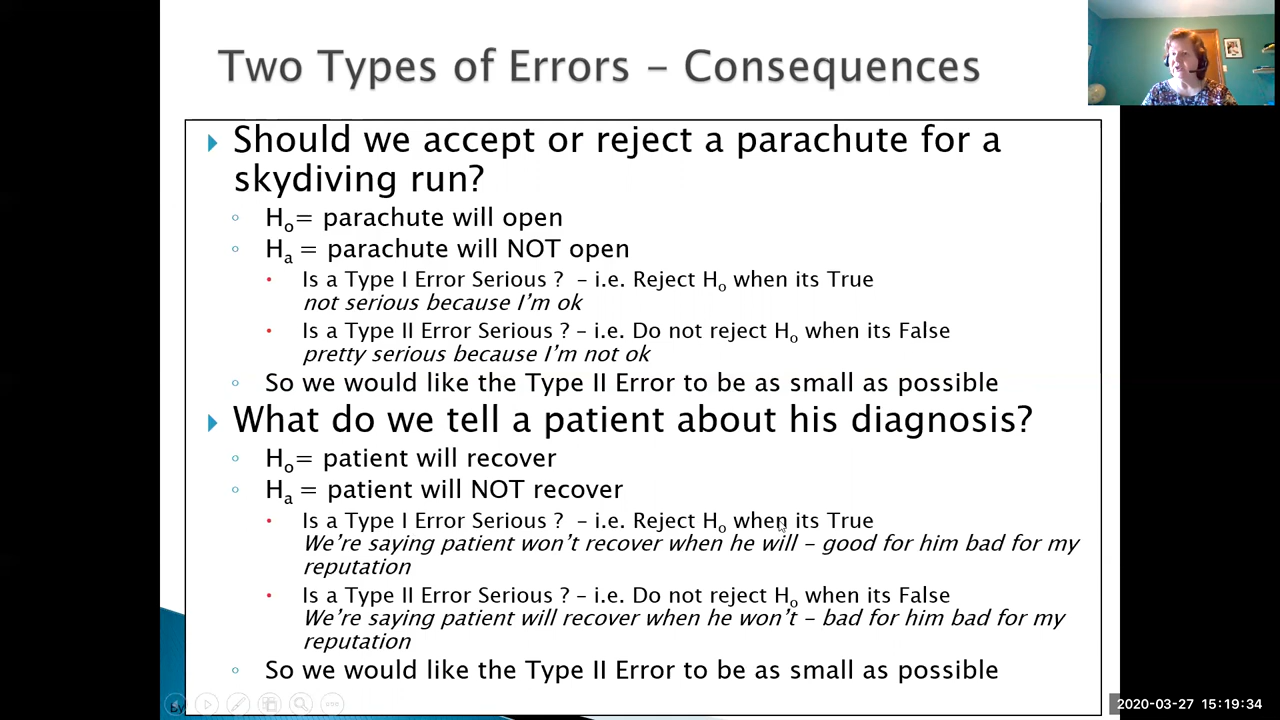 Two Types of Errors – Consequences
Should we accept or reject a parachute for a
skydiving run?
Ho= parachute will open
Ha = parachute will NOT open
Is a Type I Error Serious ?  – i.e. Reject Ho when its True
not serious because I'm ok
Is a Type II Error Serious ? – i.e. Do not reject Ho when its False
pretty serious because I'm not ok
So we would like the Type II Error to be as small as possible
What do we tell a patient about his diagnosis?
Ho= patient will recover
Ha = patient will NOT recover
Is a Type I Error Serious ?  – i.e. Reject Ho when its True
We're saying patient won't recover when he will – good for him bad for my
reputation
Is a Type II Error Serious ? – i.e. Do not reject Ho when its False
We're saying patient will recover when he won't – bad for him bad for my
reputation
So we would like the Type II Error to be as small as possible
2020-03-27 15:19:34